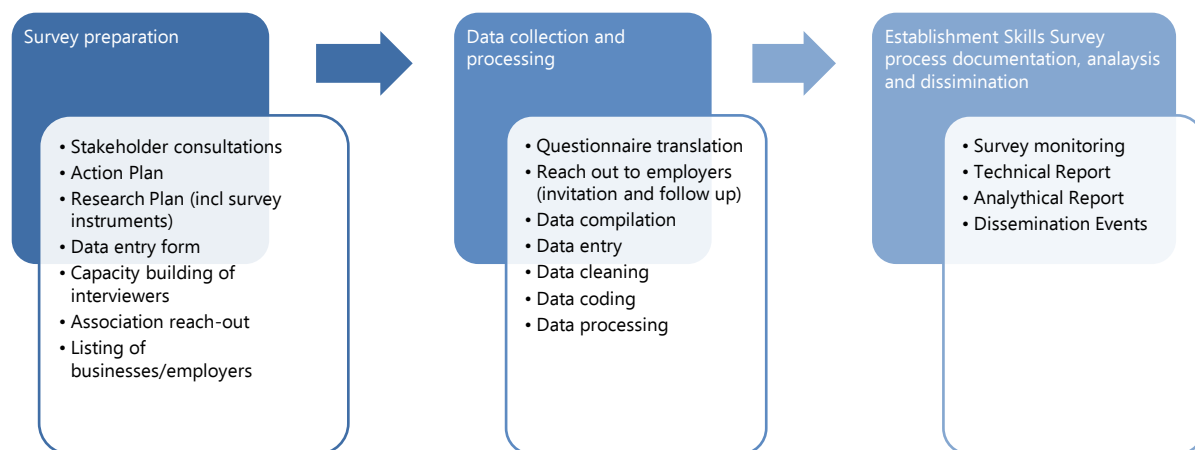 Survey preparation
• Stakeholder consultations
• Action Plan
• Research Plan (incl survey
instruments)
• Data entry form
• Capacity building of
interviewers
• Association reach-out
• Listing of
businesses/employers
Data collection and
processing
• Questionnaire translation
• Reach out to employers
(invitation and follow up)
• Data compilation
• Data entry
• Data cleaning
• Data coding
• Data processing
Establishment Skills Survey
process documentation, analaysis
and dissimination
• Survey monitoring
• Technical Report
• Analythical Report
• Dissemination Events